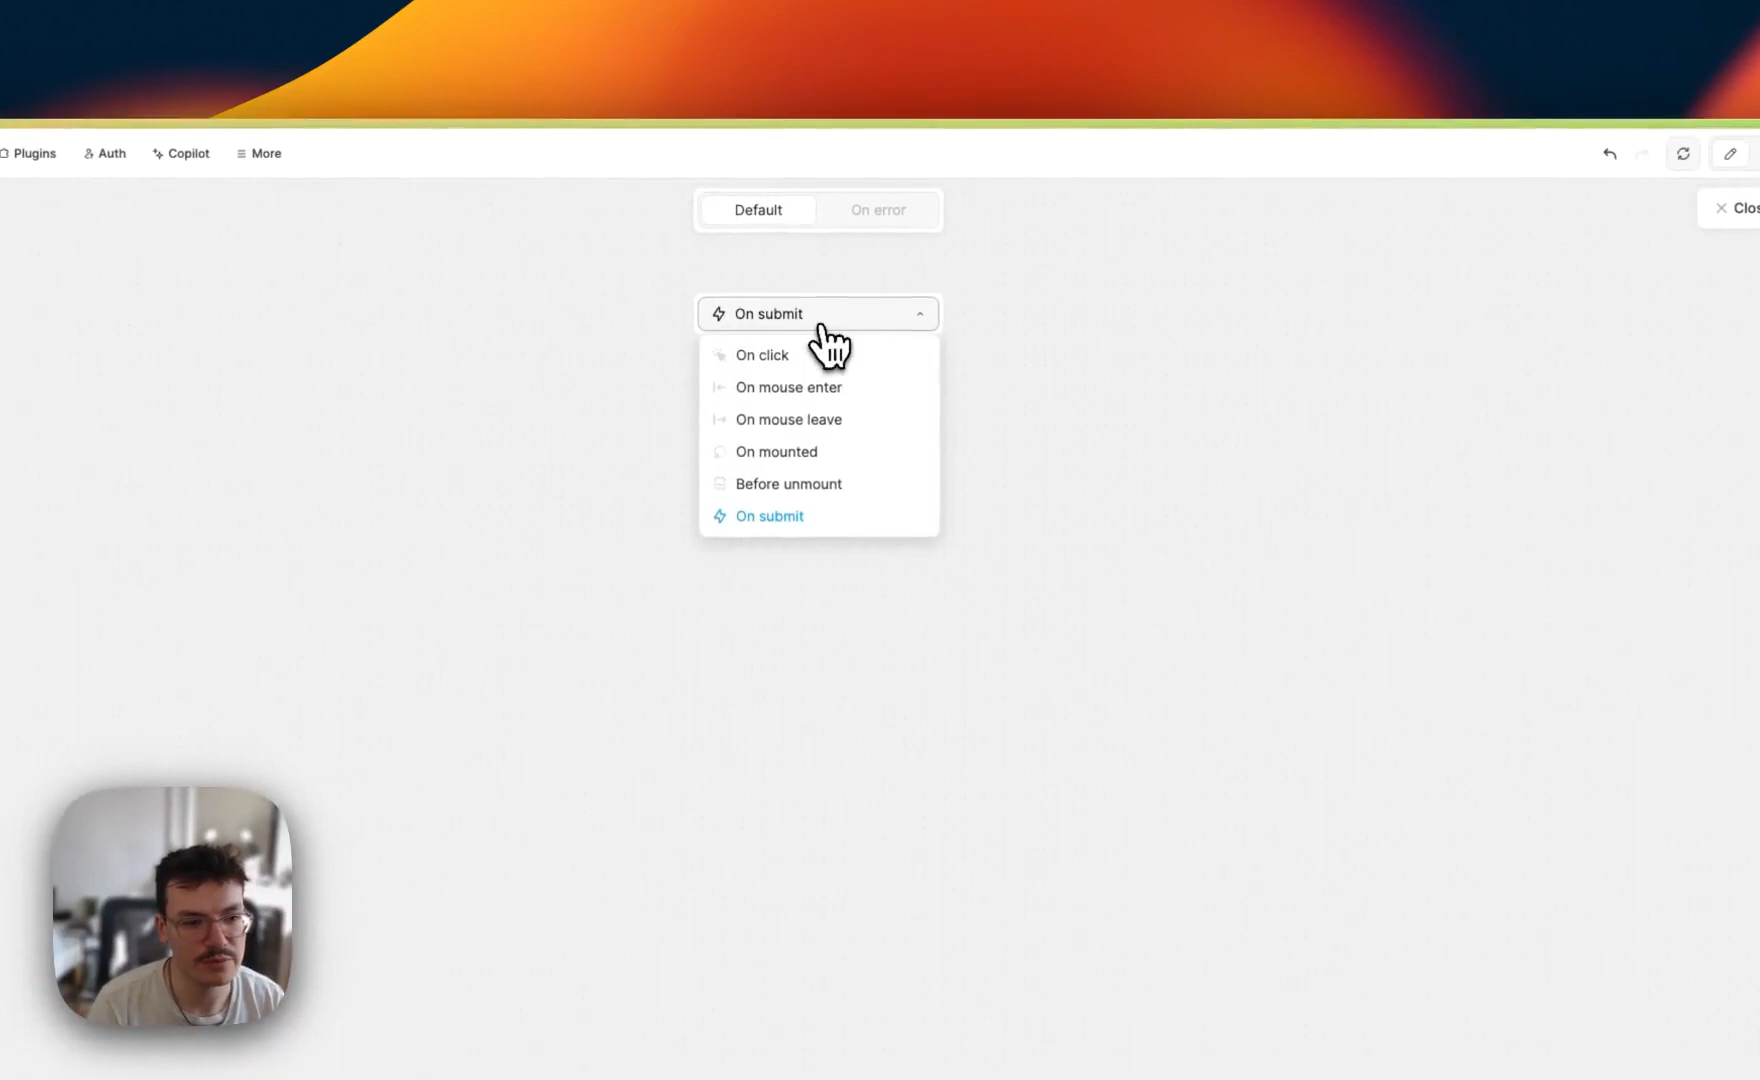 Plugins
Auth
Copilot
More
Default
On error
On submit
On click
On mouse enter
On mouse leave
On mounted
Before unmount
On submit